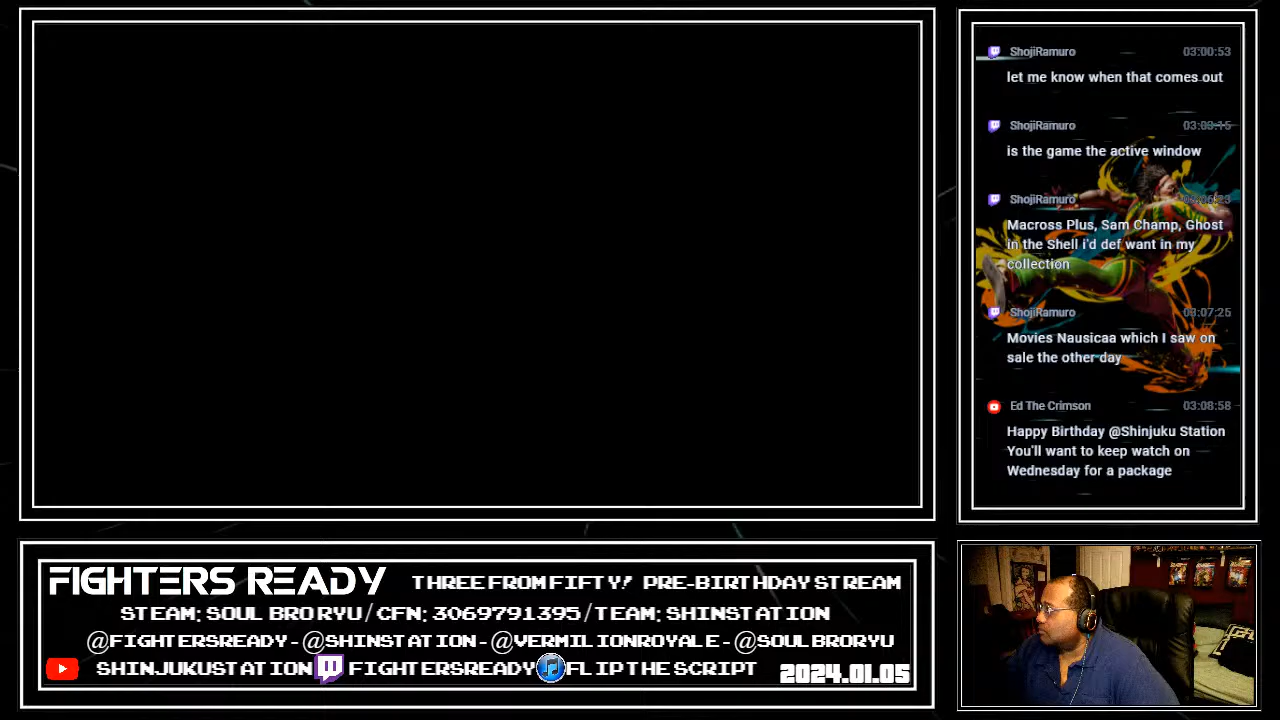 ShojiRamuro 03:00:53
let me know when that comes out
ShojiRamuro 03:03:15
is the game the active window
ShojiRamuro
Macross Plus, Sam Champ, Ghost
in the Shell i'd def want in my
collection
ShojiRamuro 03:07:25
Movies Nausicaa which I saw on
sale the other day
Ed The Crimson 03:08:58
Happy Birthday @Shinjuku Station
You'll want to keep watch on
Wednesday for a package
FIGHTERS READY THREE FROM FIFTY! PRE-BIRTHDAY STREAM
STEAM: SOUL BRO RYU / CFN: 3069791395 / TEAM: SHINSTATION
@FIGHTERSREADY - @SHINSTATION - @VERMILIONROYALE - @SOULBRORYU
SHINJUKUSTATION FIGHTERSREADY FLIP THE SCRIPT 2024.01.05